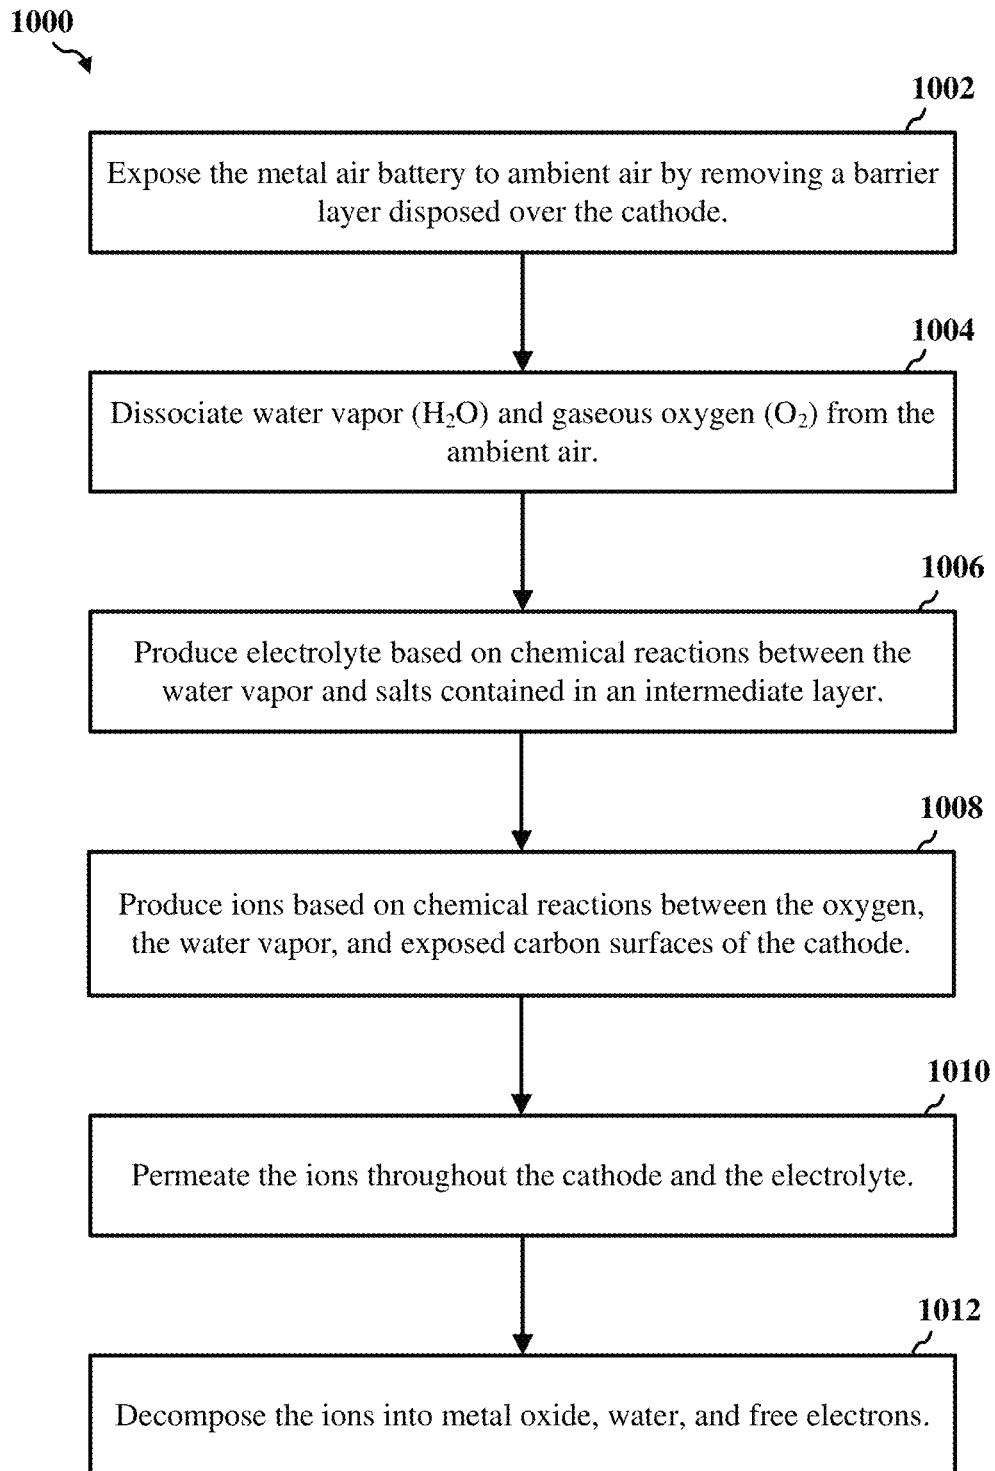 1000
1002
Expose the metal air battery to ambient air by removing a barrier
layer disposed over the cathode.
1004
Dissociate water vapor (H₂O) and gaseous oxygen (O₂) from the
ambient air.
1006
Produce electrolyte based on chemical reactions between the
water vapor and salts contained in an intermediate layer.
1008
Produce ions based on chemical reactions between the oxygen,
the water vapor, and exposed carbon surfaces of the cathode.
1010
Permeate the ions throughout the cathode and the electrolyte.
1012
Decompose the ions into metal oxide, water, and free electrons.